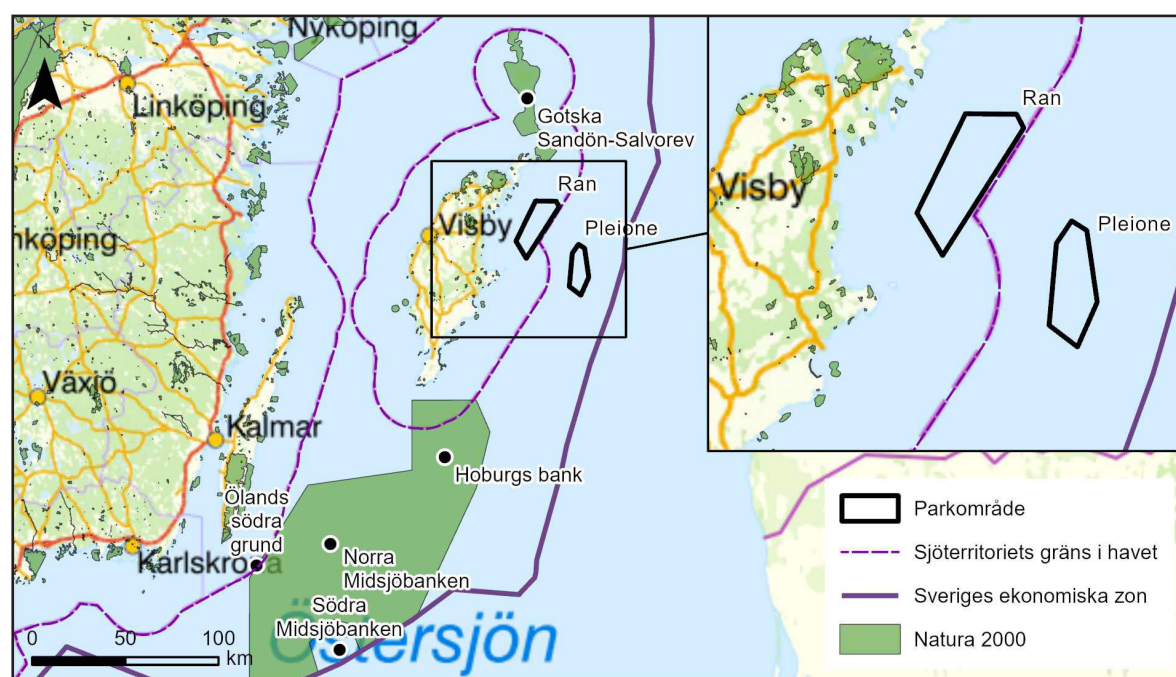 Nyköping
N
Linköping
Gotska
Sandön-Salvorev
Ran
Visby
Pleione
Ran
Visby
Pleione
nköping
Växjö
Kalmar
Hoburgs bank
Ölands
södra
grund
Karlskrona
Norra
Midsjöbanken
Södra
Midsjöbanken
Östersjön
0 50 100
km
Parkområde
Sjöterritoriets gräns i havet
Sveriges ekonomiska zon
Natura 2000